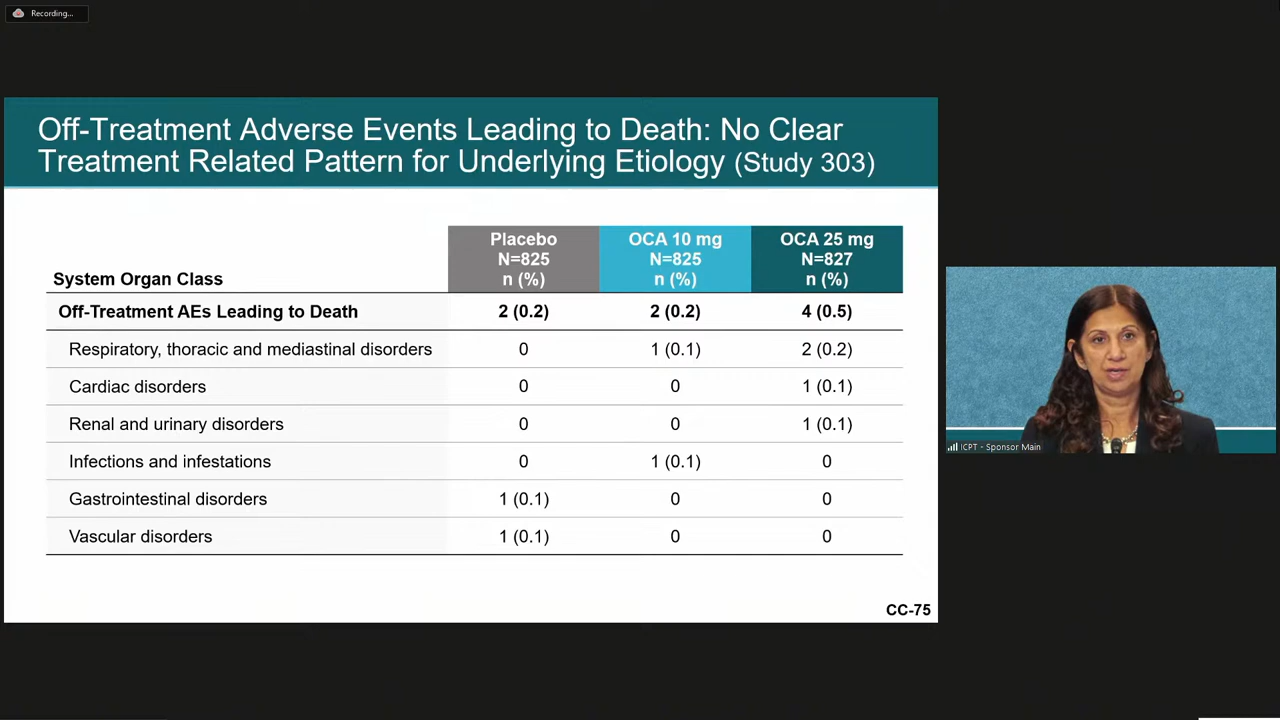 Recording...
Off-Treatment Adverse Events Leading to Death: No Clear
Treatment Related Pattern for Underlying Etiology (Study 303)
System Organ Class
Placebo
N=825
n (%)
OCA 10 mg
N=825
n (%)
OCA 25 mg
N=827
n (%)
Off-Treatment AEs Leading to Death 2 (0.2) 2 (0.2) 4 (0.5)
Respiratory, thoracic and mediastinal disorders 0 1 (0.1) 2 (0.2)
Cardiac disorders 0 0 1 (0.1)
Renal and urinary disorders 0 0 1 (0.1)
Infections and infestations 0 1 (0.1) 0
Gastrointestinal disorders 1 (0.1) 0 0
Vascular disorders 1 (0.1) 0 0
CC-75
ICPT - Sponsor Main